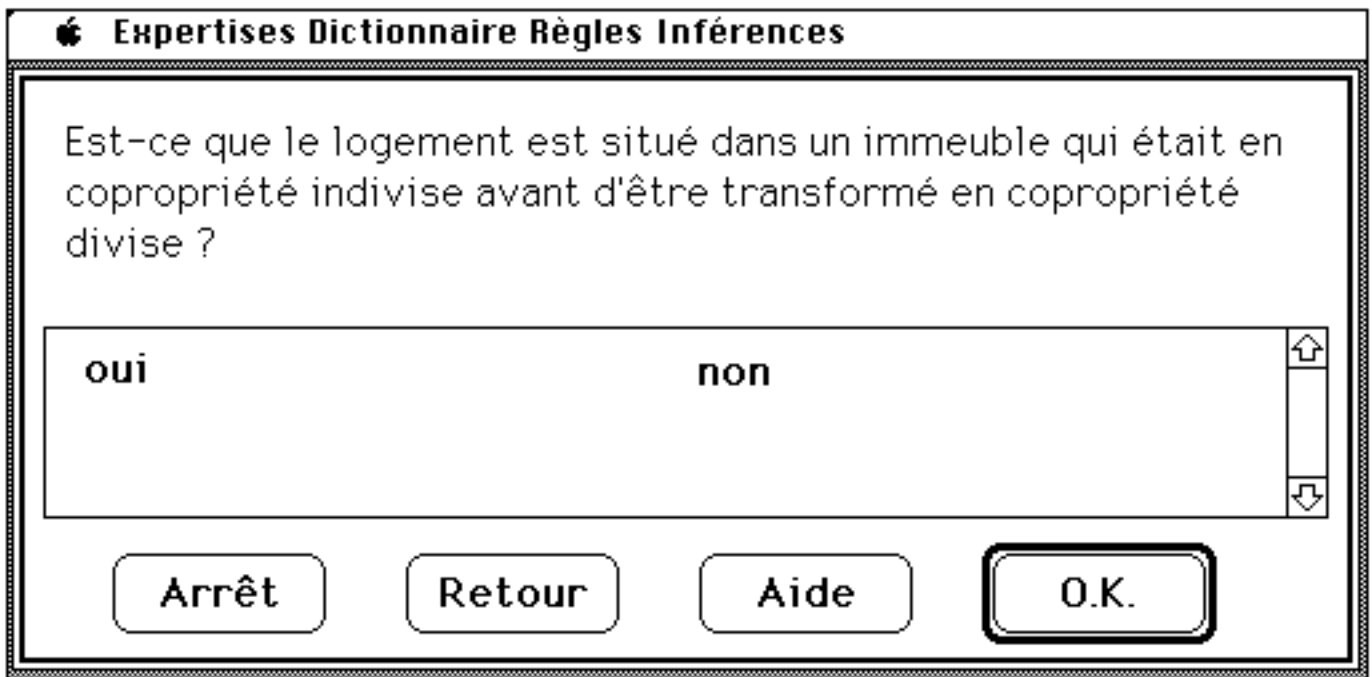 Expertises Dictionnaire Règles Inférences
Est-ce que le logement est situé dans un immeuble qui était en
copropriété indivise avant d'être transformé en copropriété
divise ?
oui non
Arrêt Retour Aide O.K.